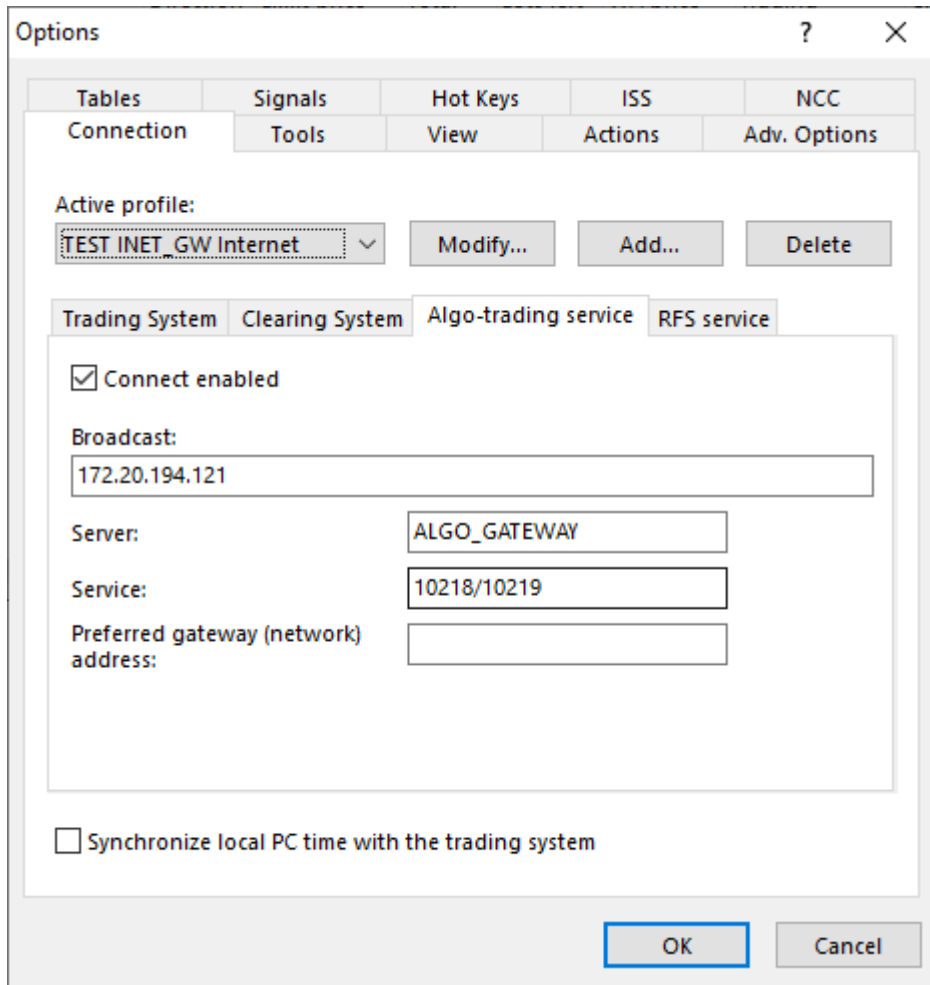 Options ?
Tables Signals Hot Keys ISS NCC
Connection Tools View Actions Adv. Options
Active profile:
TEST INET_GW Internet Modify... Add... Delete
Trading System Clearing System Algo-trading service RFS service
Connect enabled
Broadcast:
172.20.194.121
Server: ALGO_GATEWAY
Service: 10218/10219
Preferred gateway (network)
address:
Synchronize local PC time with the trading system
OK Cancel